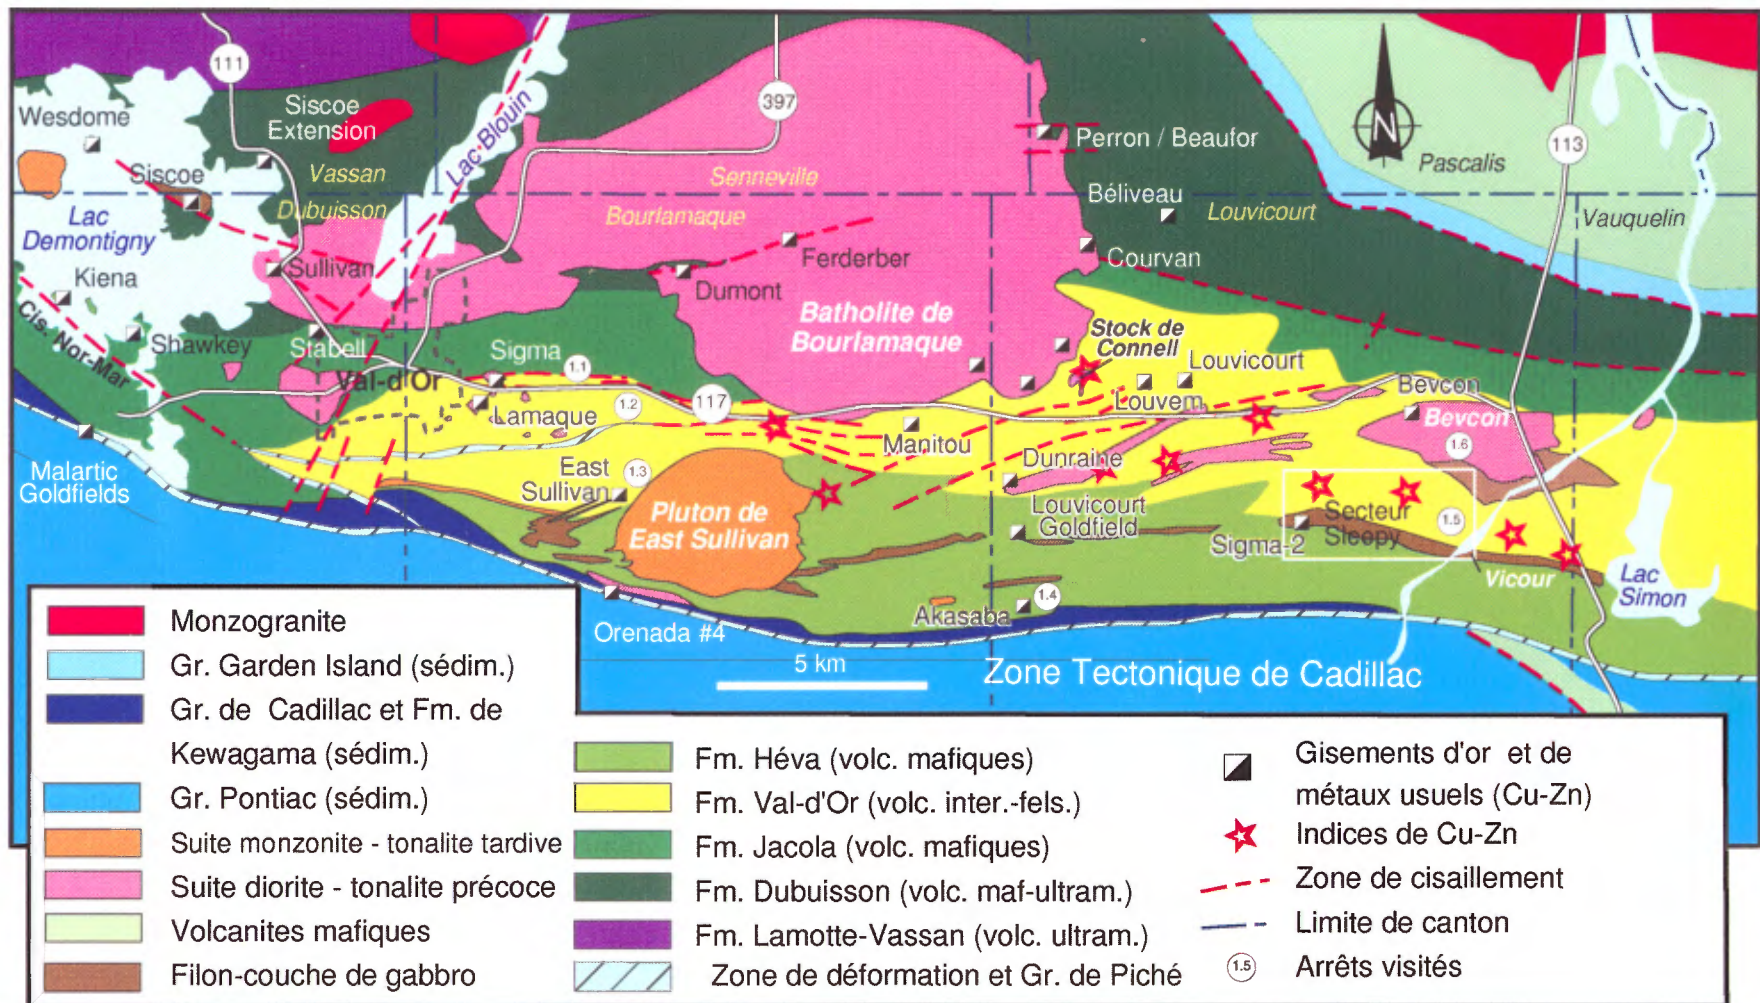 111
Wesdome
Siscoe
Extension
Lac Blouin
397
Perron / Beaufor
N
113
Pascalis
Siscoe
Vassan
Senneville
Béliveau
Dubuisson
Bourlamaque
Louvicourt
Vauquelin
Lac
Demontigny
Sullivan
Ferderber
Courvan
Kiena
Dumont
Cis. Nor-Mar
Shawkey
Stabell
Sigma
1.1
Batholite de
Bourlamaque
Stock de
Connell
Louvicourt
Val-d'Or
Lamaque
1.2
117
Louvem
Bevcon
Bevcon
Manitou
1.6
Malartic
Goldfields
East
Sullivan
1.3
Dunraine
Pluton de
East Sullivan
Louvicourt
Goldfield
Sigma-2
Secteur
Sleepy
1.5
Vicour
Lac
Simon
Akasaba
1.4
Orenada #4
5 km
Zone Tectonique de Cadillac
Monzogranite
Gr. Garden Island (sédim.)
Gr. de Cadillac et Fm. de
Kewagama (sédim.)
Gr. Pontiac (sédim.)
Suite monzonite - tonalite tardive
Suite diorite - tonalite précoce
Volcanites mafiques
Filon-couche de gabbro
Fm. Héva (volc. mafiques)
Fm. Val-d'Or (volc. inter.-fels.)
Fm. Jacola (volc. mafiques)
Fm. Dubuisson (volc. maf-ultram.)
Fm. Lamotte-Vassan (volc. ultram.)
Zone de déformation et Gr. de Piché
Gisements d'or et de
métaux usuels (Cu-Zn)
Indices de Cu-Zn
Zone de cisaillement
Limite de canton
1.5
Arrêts visités